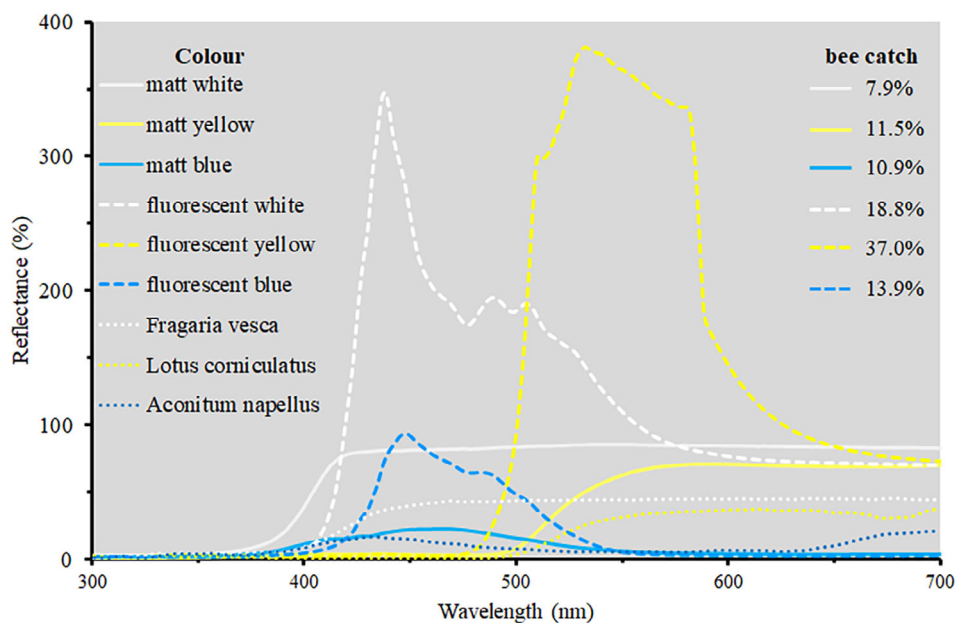 400
300
200
100
0
Reflectance (%)
Colour
matt white
matt yellow
matt blue
fluorescent white
fluorescent yellow
fluorescent blue
Fragaria vesca
Lotus corniculatus
Aconitum napellus
bee catch
7.9%
11.5%
10.9%
18.8%
37.0%
13.9%
300 400 500 600 700
Wavelength (nm)